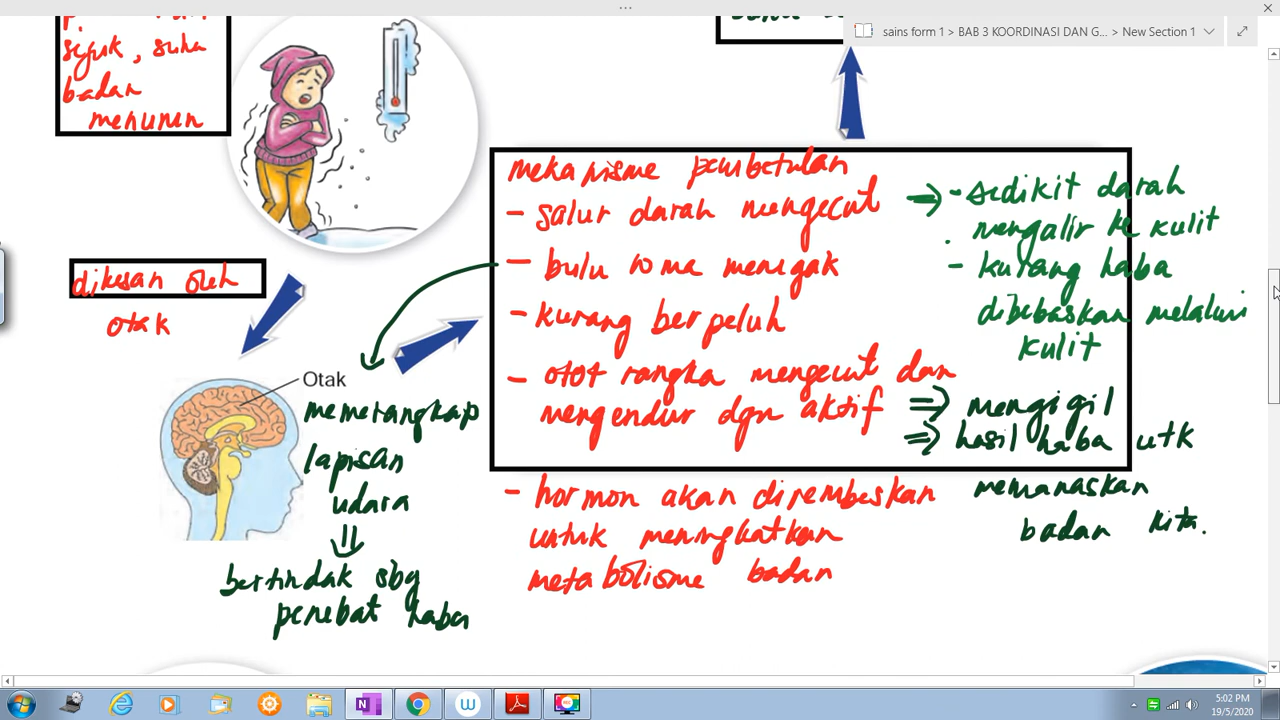 sains form 1 > BAB 3 KOORDINASI DAN G... > New Section 1
sejuk, suhu
badan
menurun
dikesan oleh
otak
Otak
mekanisme pembetulan
- salur darah mengecut
- bulu roma menegak
- kurang berpeluh
- otot rangka mengecut dan
mengendur dgn aktif
- hormon akan dirembeskan
untuk meningkatkan
metabolisme badan
⇒ - sedikit darah
mengalir ke kulit
- kurang haba
dibebaskan melalui
kulit
⇒ mengigil
⇒ hasil haba utk
memanaskan
badan kita.
memerangkap
lapisan
udara
⇓
bertindak sbg
penebat haba
5:02 PM
19/5/2020